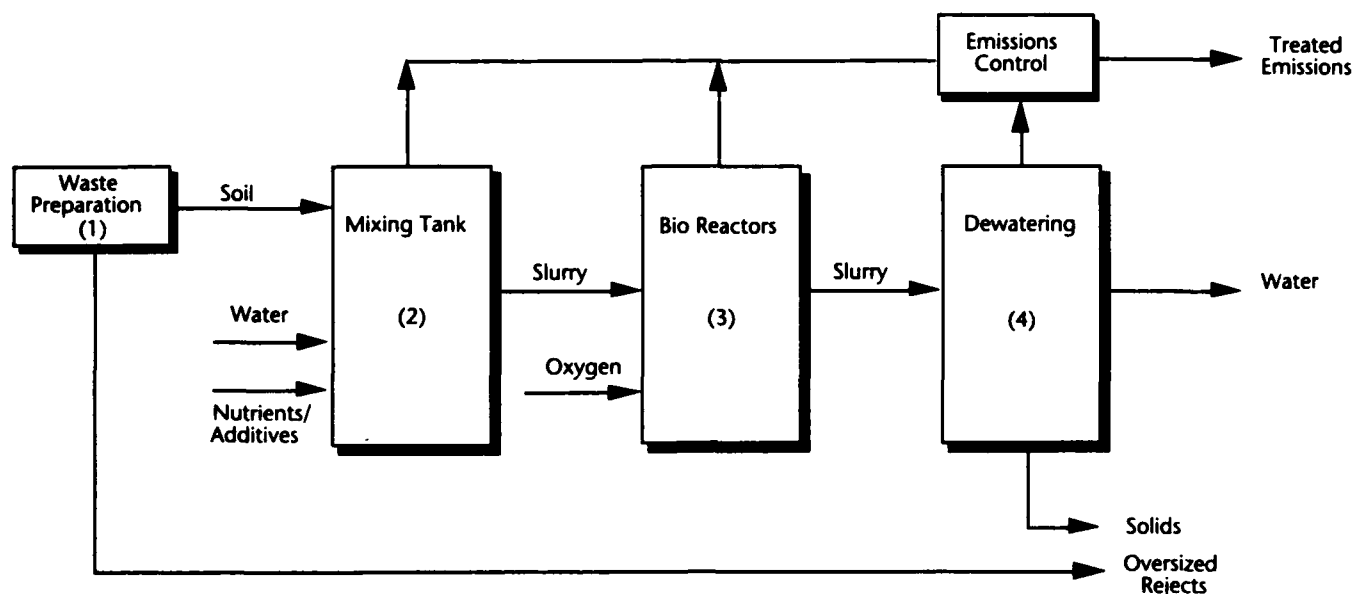 Emissions
Control
Treated
Emissions
Waste
Preparation
(1)
Soil
Mixing Tank
(2)
Water
Nutrients/
Additives
Slurry
Bio Reactors
(3)
Oxygen
Slurry
Dewatering
(4)
Water
Solids
Oversized
Rejects